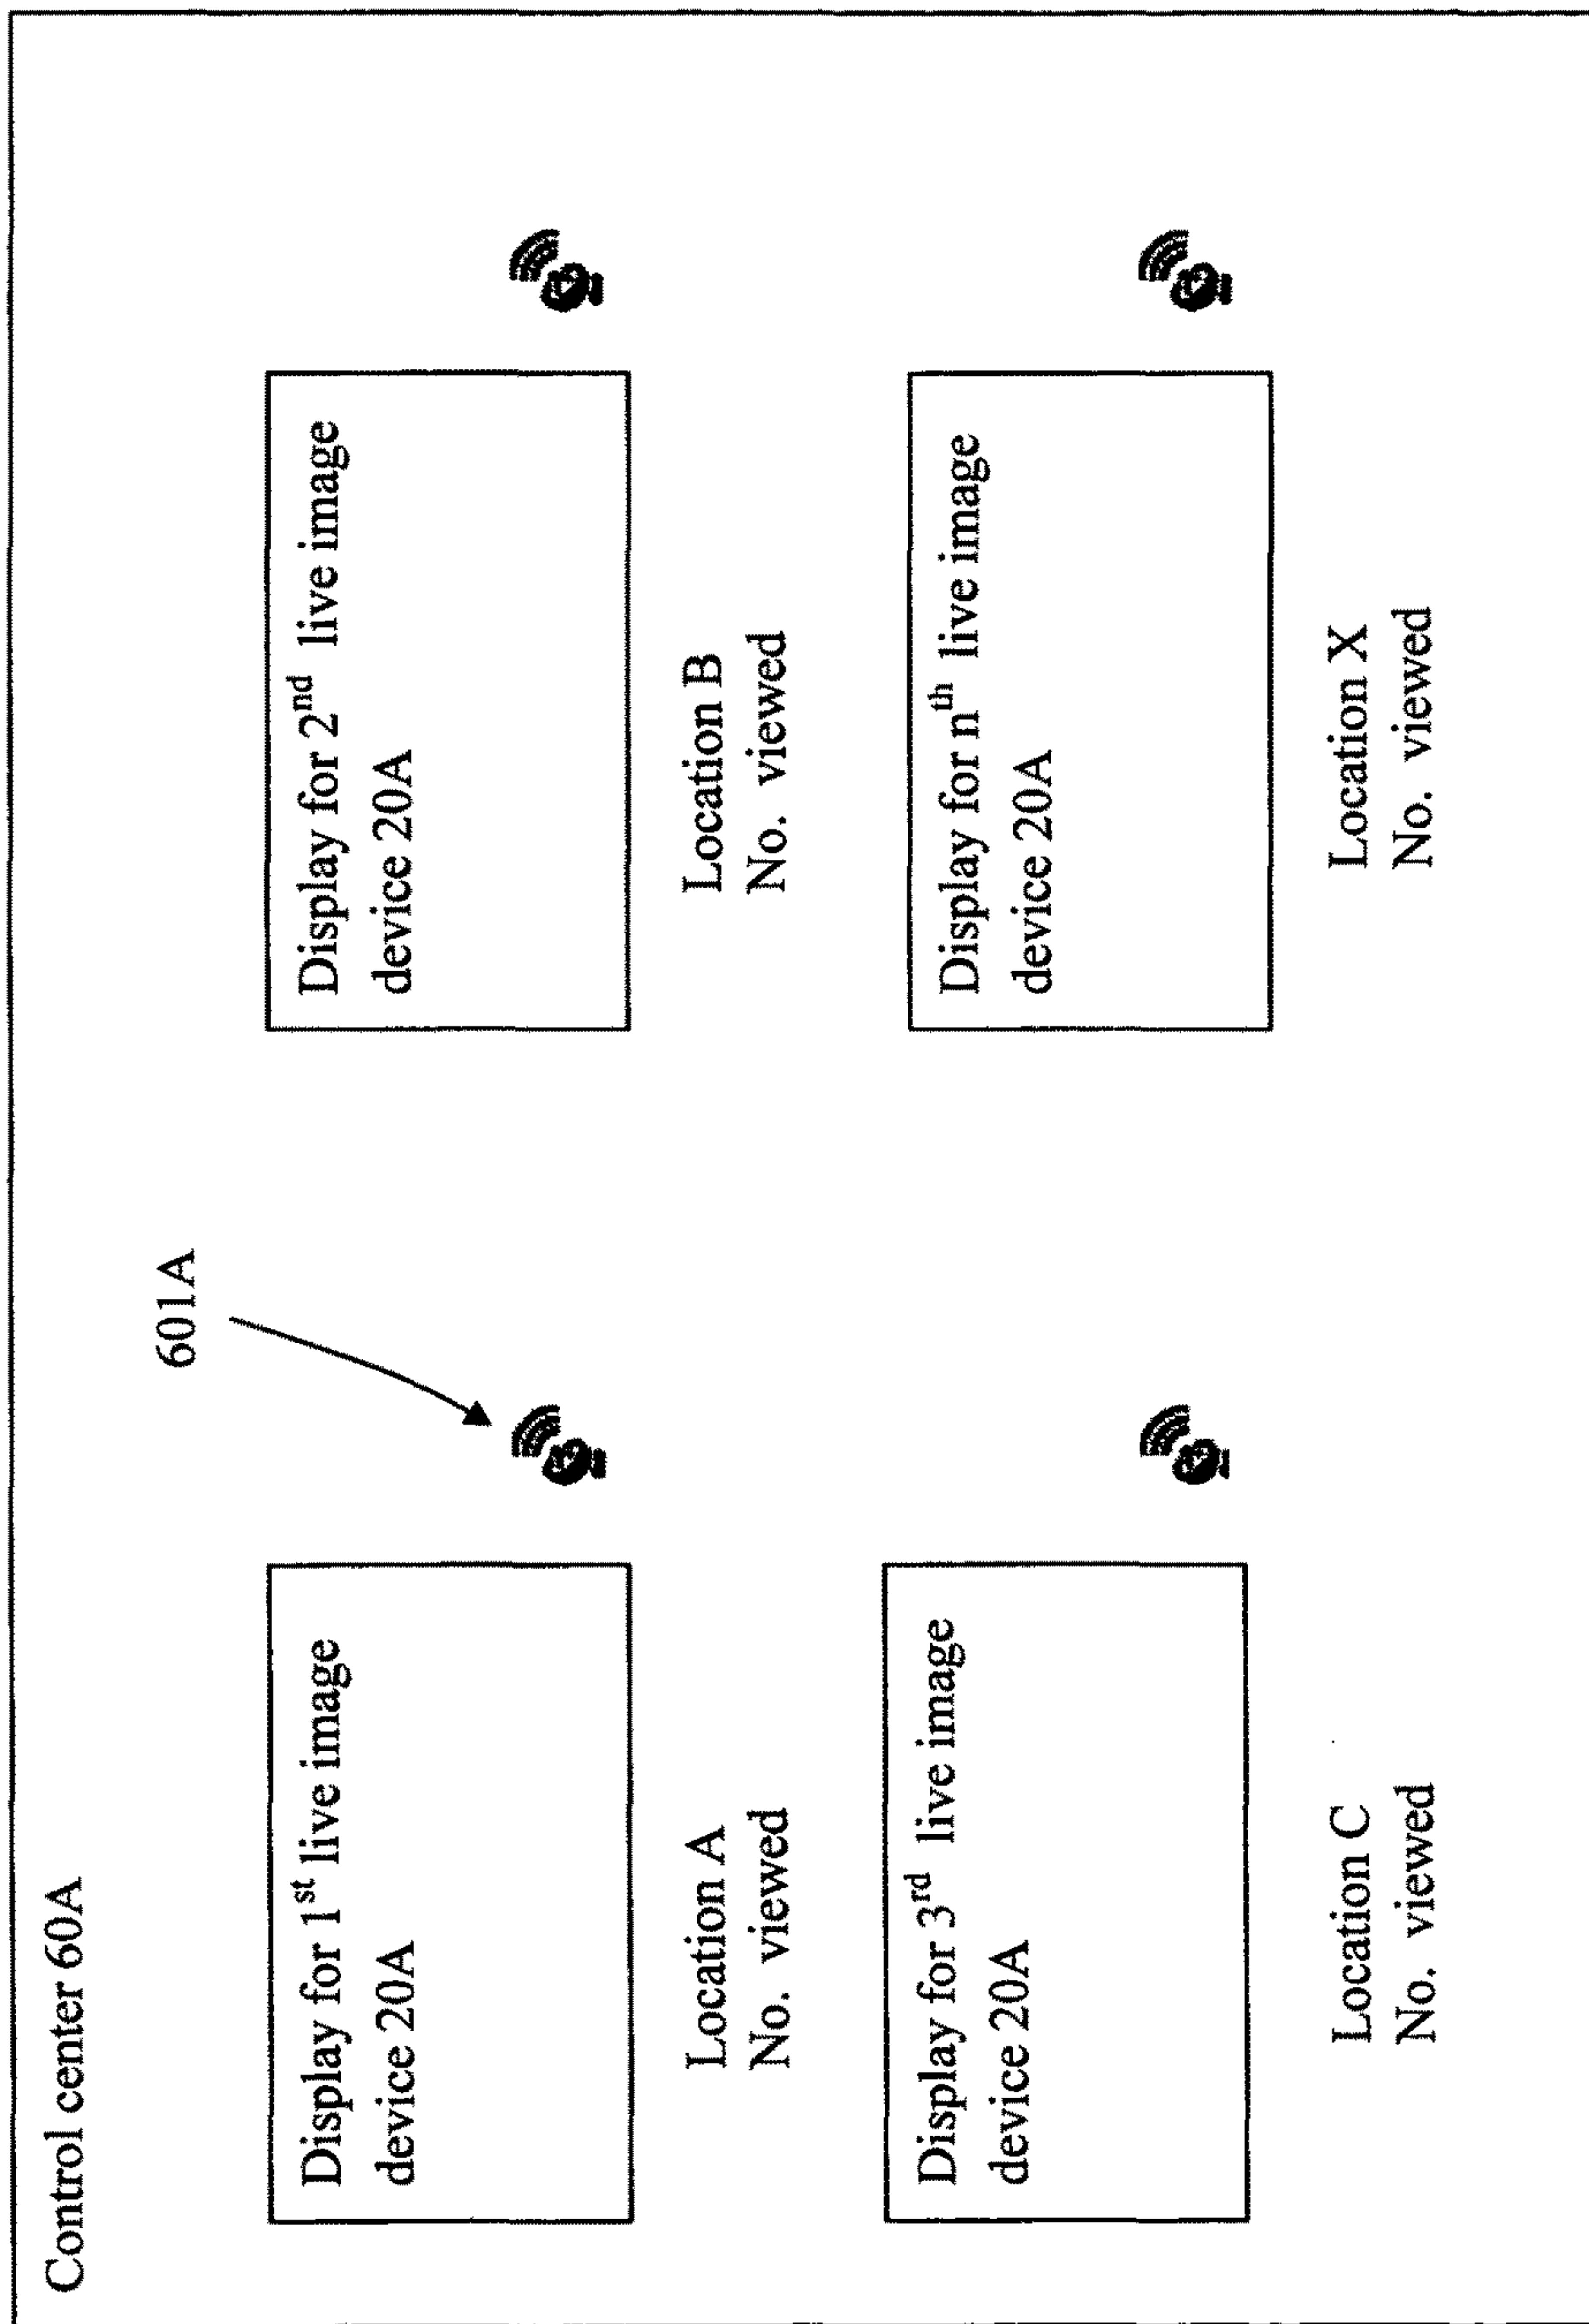 Control center 60A
601A
Display for 1st live image
device 20A
Location A
No. viewed
Display for 2nd live image
device 20A
Location B
No. viewed
Display for 3rd live image
device 20A
Location C
No. viewed
Display for nth live image
device 20A
Location X
No. viewed